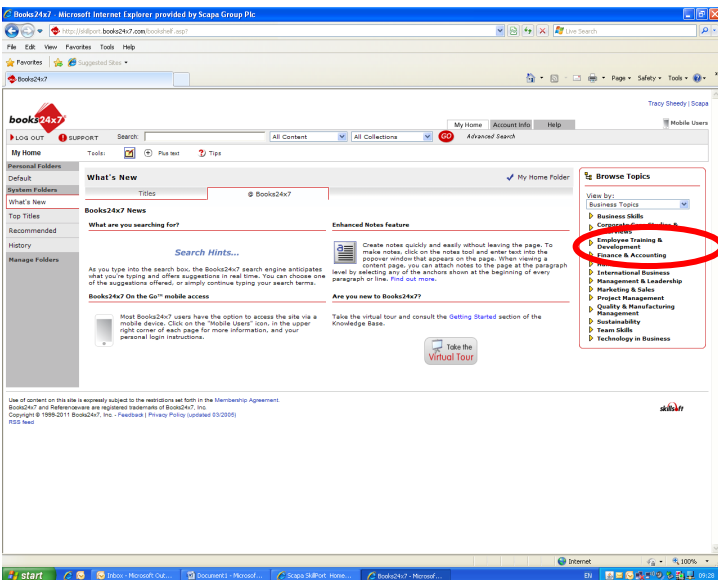 Books24x7 - Microsoft Internet Explorer provided by Scapa Group Plc
http://skillport.books24x7.com/bookshelf.asp?
Live Search
File Edit View Favorites Tools Help
Favorites Suggested Sites
Books24x7
Page Safety Tools
Tracy Sheedy | Scapa
books24x7
My Home Account Info Help
Mobile Users
LOG OUT SUPPORT Search: All Content All Collections GO Advanced Search
My Home Tools: Plus text Tips
Personal Folders
Default
System Folders
What's New
Top Titles
Recommended
History
Manage Folders
What's New
My Home Folder
Titles @ Books24x7
Books24x7 News
What are you searching for?
Search Hints...
As you type into the search box, the Books24x7 search engine anticipates
what you're typing and offers suggestions in real time. You can choose one
of the suggestions offered, or simply continue typing your search terms.
Enhanced Notes feature
Create notes quickly and easily without leaving the page. To
make notes, click on the notes tool and enter text into the
popover window that appears on the page. When viewing a
content page, you can attach notes to the page at the paragraph
level by selecting any of the anchors shown at the beginning of every
paragraph or line. Find out more.
Books24x7 On the Go™ mobile access
Most Books24x7 users have the option to access the site via a
mobile device. Click on the "Mobile Users" icon, in the upper
right corner of each page for more information, and your
personal login instructions.
Are you new to Books24x7?
Take the virtual tour and consult the Getting Started section of the
Knowledge Base.
Take the
Virtual Tour
Browse Topics
View by:
Business Topics
Business Skills
Employee Training &
Development
Finance & Accounting
International Business
Management & Leadership
Marketing & Sales
Project Management
Quality & Manufacturing
Management
Sustainability
Team Skills
Technology in Business
Use of content on this site is expressly subject to the restrictions set forth in the Membership Agreement.
Books24x7 and Referenceware are registered trademarks of Books24x7, Inc.
Copyright © 1999-2011 Books24x7, Inc. - Feedback | Privacy Policy (updated 03/2005)
RSS feed
skillsoft
Internet
100%
start
Inbox - Microsoft Out...
Document1 - Microsof...
Scapa SkillPort Home...
Books24x7 - Microsof...
EN
09:28